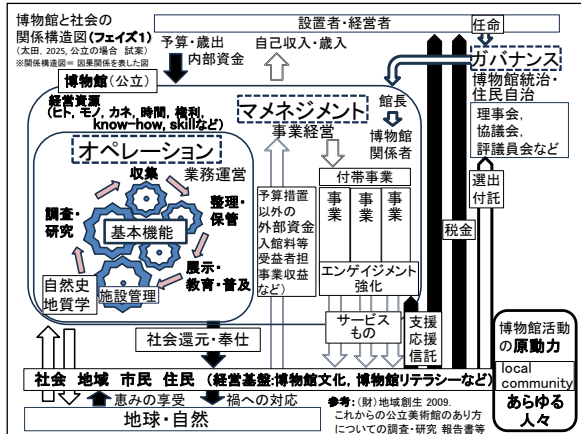 博物館と社会の
関係構造図(フェイズ1)
(太田, 2025, 公立の場合 試案)
※関係構造図= 因果関係を表した図
設置者・経営者
予算・歳出
内部資金
自己収入・歳入
任命
ガバナンス
博物館統治・
住民自治
理事会,
協議会,
評議員会など
選出
付託
博物館(公立)
経営資源
(ヒト, モノ, カネ, 時間, 権利,
know-how, skillなど)
マメネジメント
事業経営
館長
博物館
関係者
オペレーション
業務運営
収集
整理・
保管
調査・
研究
基本機能
展示・
教育・普及
自然史
地質学
施設管理
予算措置
以外の
外部資金
(入館料等
受益者担
事業収益
など)
付帯事業
事業
事業
事業
エンゲイジメント
強化
サービス
もの
税金
支援
応援
信託
社会還元・奉仕
社会 地域 市民 住民 (経営基盤:博物館文化, 博物館リテラシーなど)
恵みの享受
禍への対応
地球・自然
博物館活動
の原動力
local
community
あらゆる
人々
参考: (財)地域創生 2009.
これからの公立美術館のあり方
についての調査・研究 報告書等